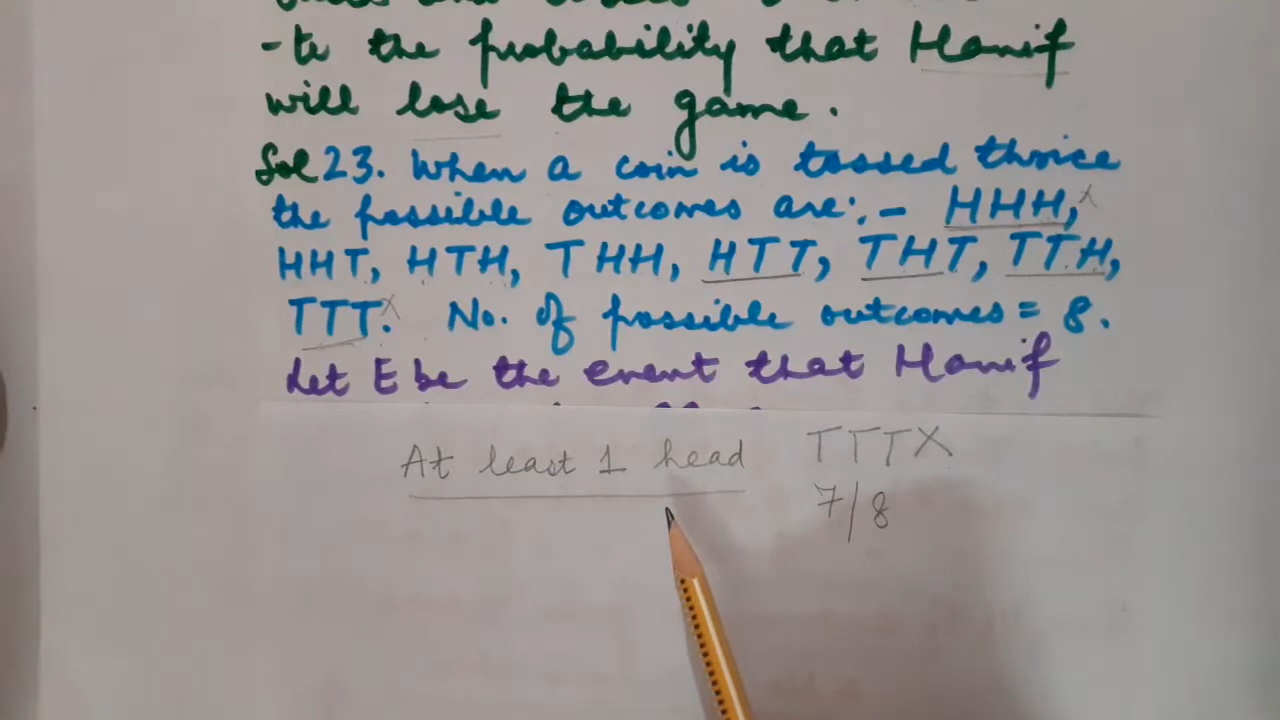 -te the probability that Hanif
will lose the game.
Sol 23. When a coin is tossed thrice
the possible outcomes are:- HHH, x
HHT, HTH, THH, HTT, THT, TTH,
TTT. x No. of possible outcomes = 8.
Let E be the event that Hanif
At least 1 head TTT X
7/8